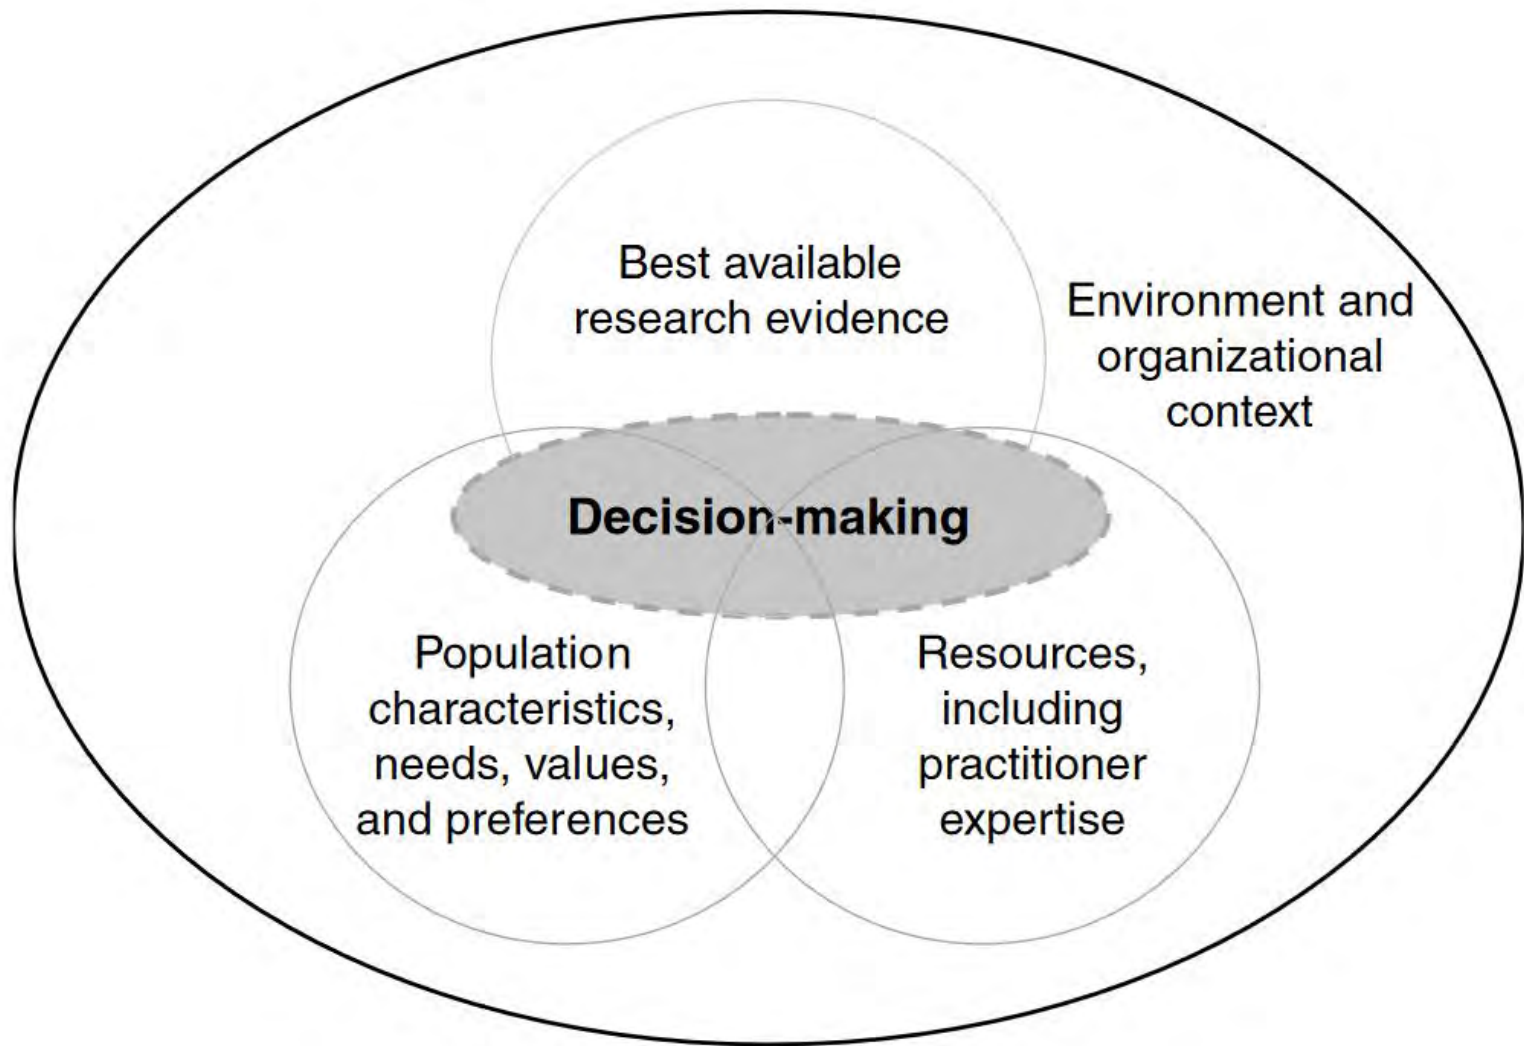 Best available
research evidence
Environment and
organizational
context
Decision-making
Population
characteristics,
needs, values,
and preferences
Resources,
including
practitioner
expertise